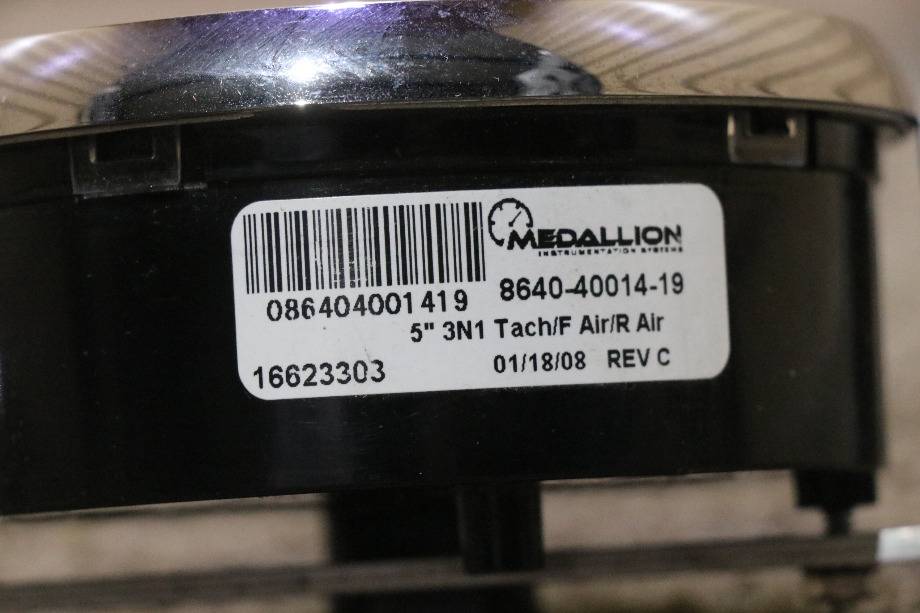 MEDALLION
INSTRUMENTATION SYSTEMS
086404001419
8640-40014-19
5" 3N1 Tach/F Air/R Air
16623303
01/18/08 REV C